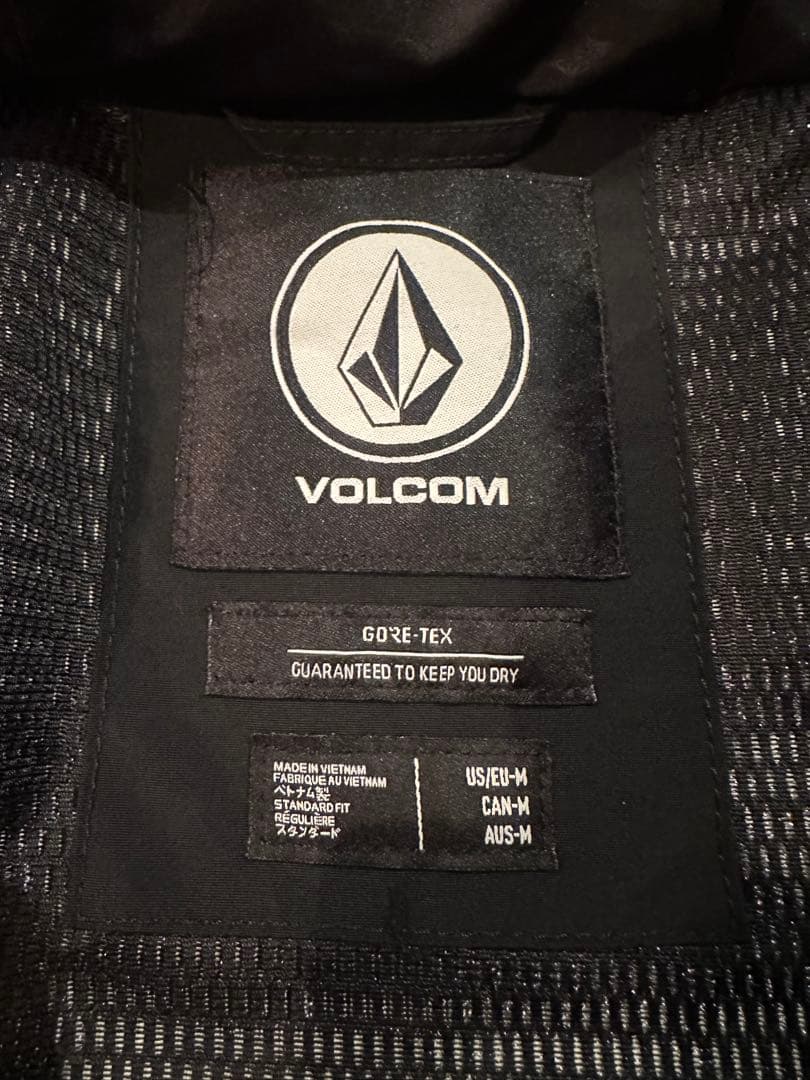 VOLCOM
GORE-TEX
GUARANTEED TO KEEP YOU DRY
MADE IN VIETNAM
FABRIQUE AU VIETNAM
ベトナム製
STANDARD FIT
RÉGULIÈRE
スタンダード
US/EU-M
CAN-M
AUS-M